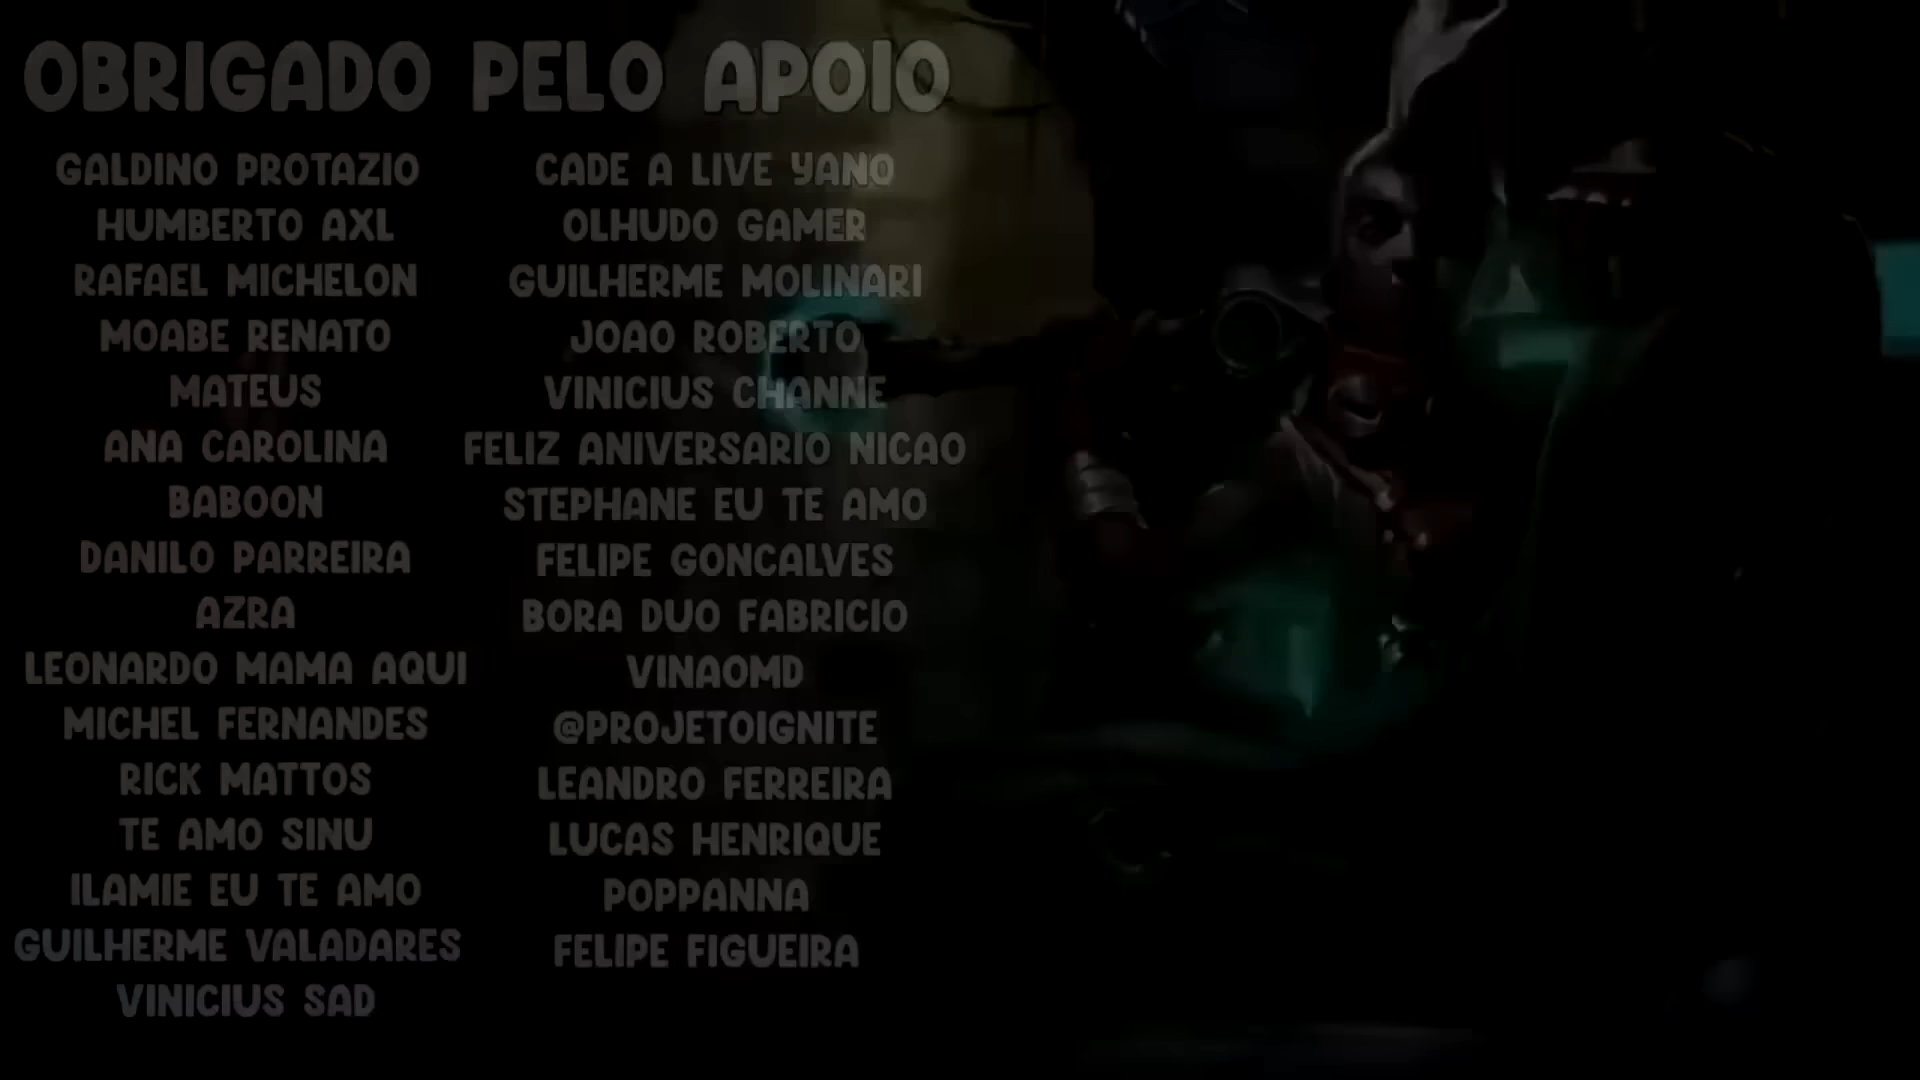 OBRIGADO PELO APOIO
GALDINO PROTAZIO
HUMBERTO AXL
RAFAEL MICHELON
MOABE RENATO
MATEUS
ANA CAROLINA
BABOON
DANILO PARREIRA
AZRA
LEONARDO MAMA AQUI
MICHEL FERNANDES
RICK MATTOS
TE AMO SINU
ILAMIE EU TE AMO
GUILHERME VALADARES
VINICIUS SAD
CADE A LIVE YANO
OLHUDO GAMER
GUILHERME MOLINARI
JOAO ROBERTO
VINICIUS CHANNE
FELIZ ANIVERSARIO NICAO
STEPHANE EU TE AMO
FELIPE GONCALVES
BORA DUO FABRICIO
VINAOMD
@PROJETOIGNITE
LEANDRO FERREIRA
LUCAS HENRIQUE
POPPANNA
FELIPE FIGUEIRA